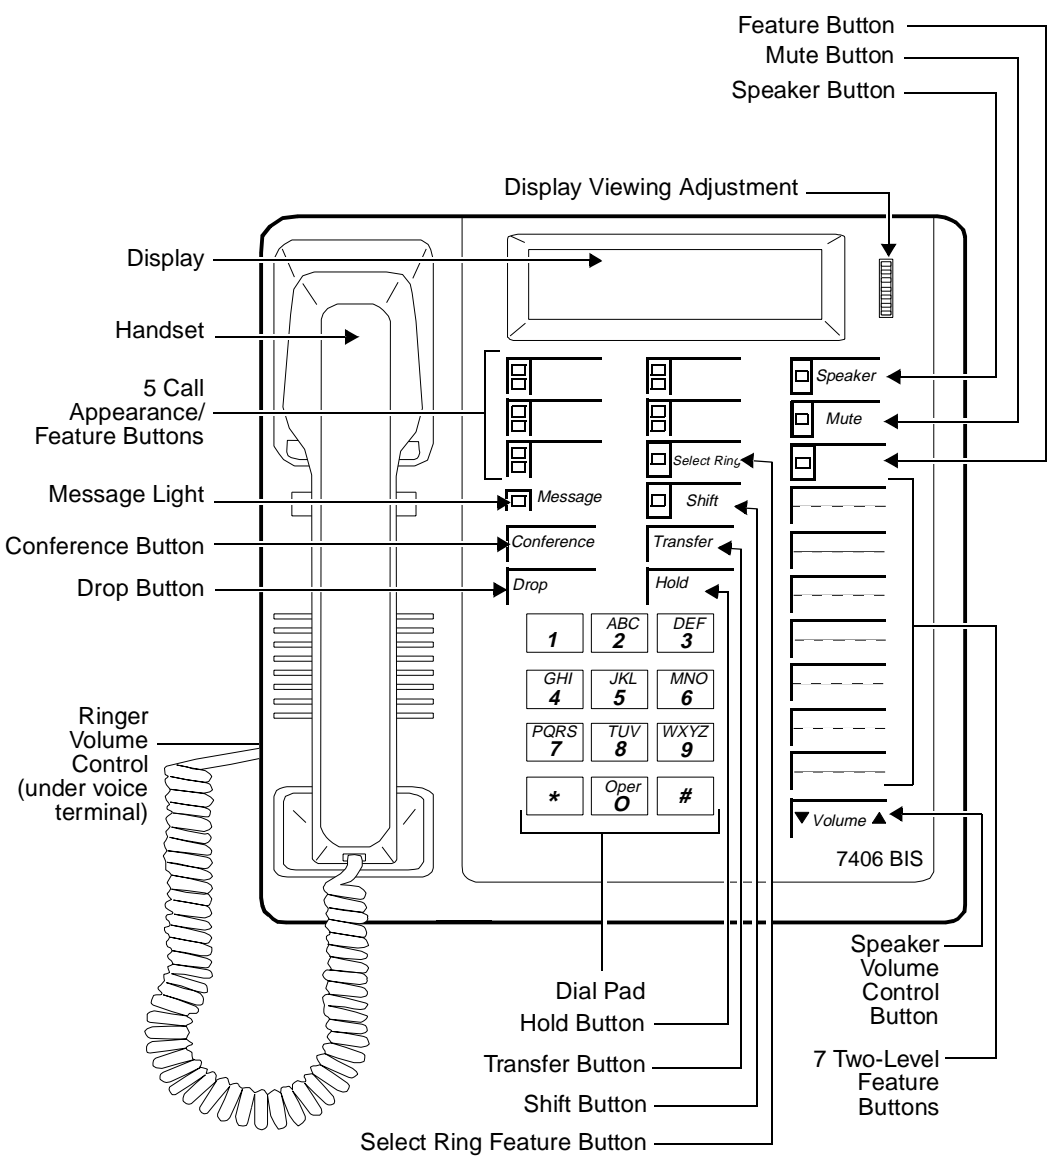 Feature Button
Mute Button
Speaker Button
Display Viewing Adjustment
Display
Handset
5 Call
Appearance/
Feature Buttons
Message Light
Conference Button
Drop Button
Ringer
Volume
Control
(under voice
terminal)
Speaker
Mute
Select Ring
Message
Shift
Conference
Transfer
Drop
Hold
1
ABC
2
DEF
3
GHI
4
JKL
5
MNO
6
PQRS
7
TUV
8
WXYZ
9
*
Oper
O
#
▼ Volume ▲
7406 BIS
Dial Pad
Hold Button
Transfer Button
Shift Button
Select Ring Feature Button
Speaker
Volume
Control
Button
7 Two-Level
Feature
Buttons